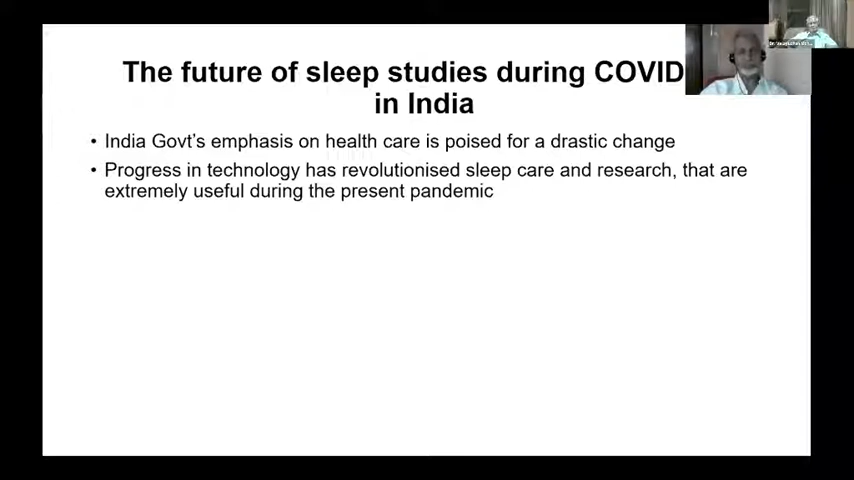 The future of sleep studies during COVID
in India
• India Govt's emphasis on health care is poised for a drastic change
• Progress in technology has revolutionised sleep care and research, that are
extremely useful during the present pandemic